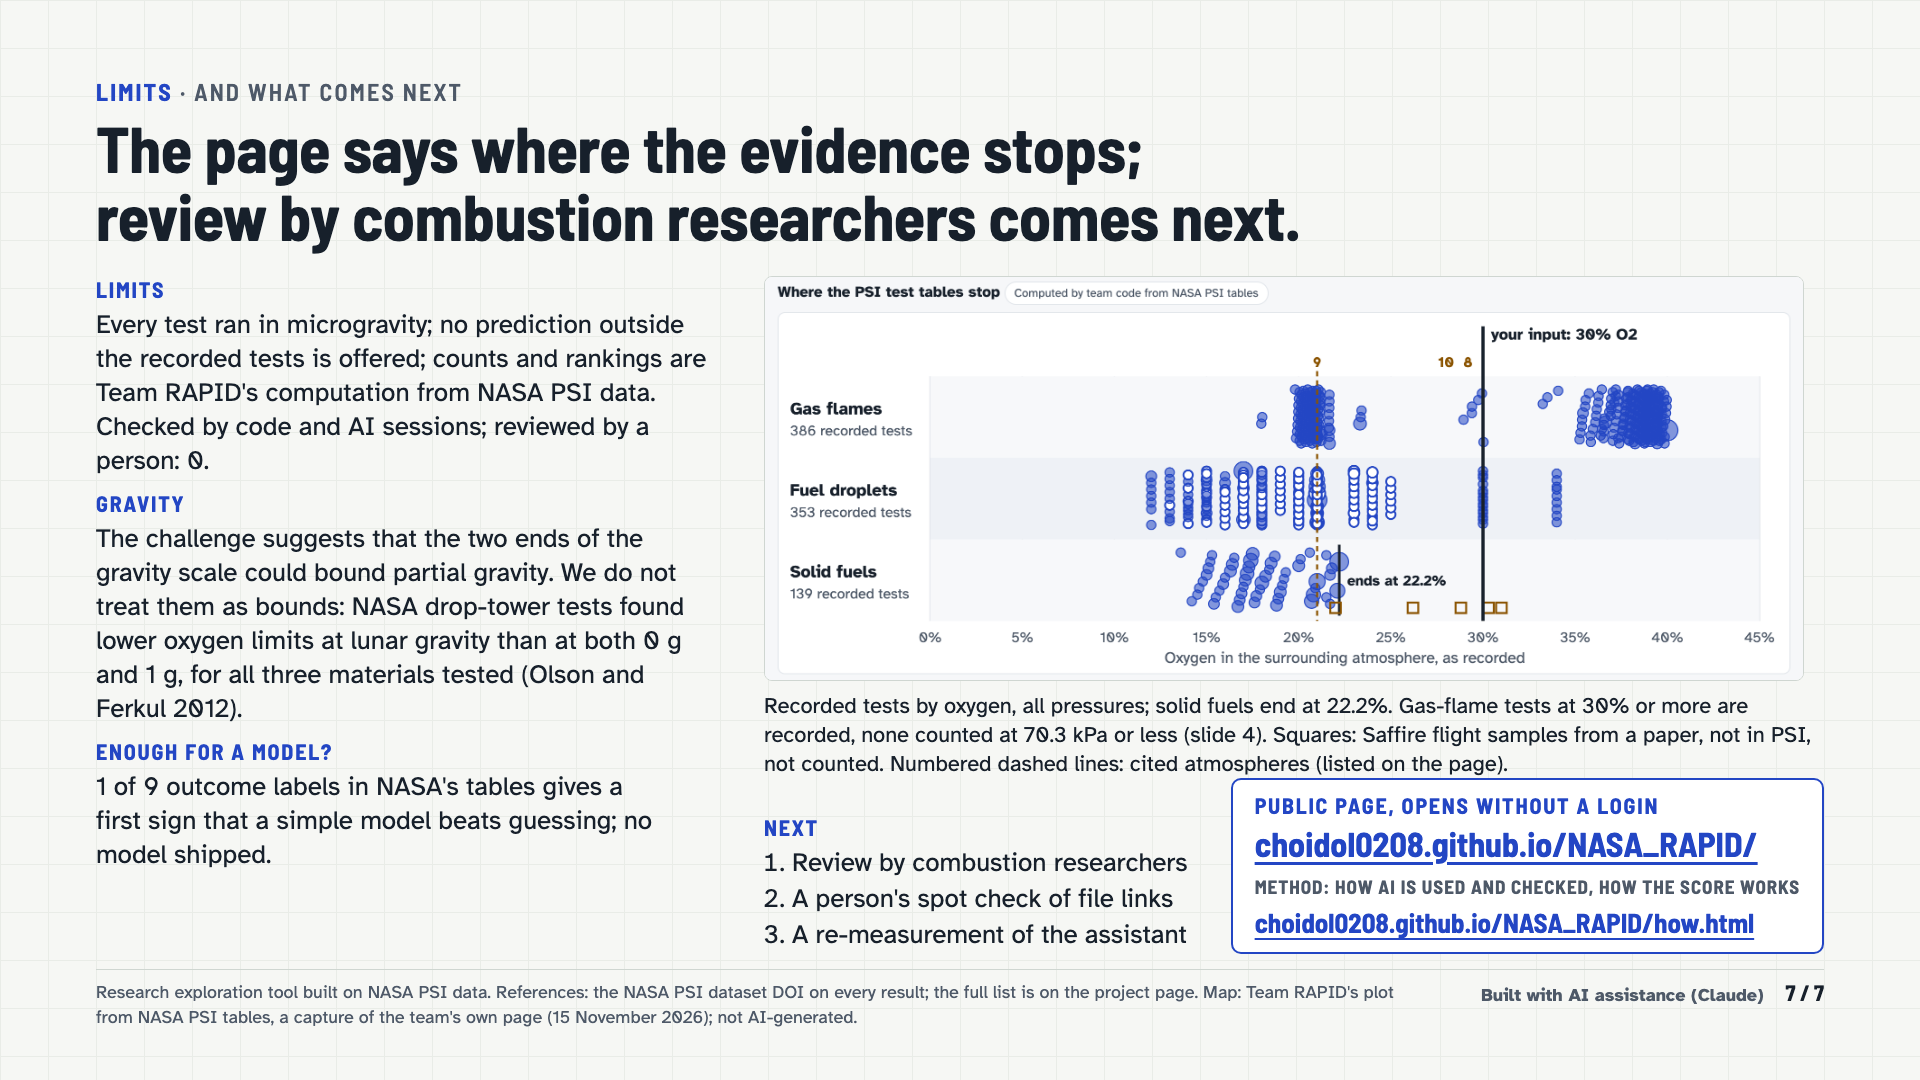 LIMITS · AND WHAT COMES NEXT
The page says where the evidence stops;
review by combustion researchers comes next.
LIMITS
Every test ran in microgravity; no prediction outside
the recorded tests is offered; counts and rankings are
Team RAPID's computation from NASA PSI data.
Checked by code and AI sessions; reviewed by a
person: 0.
GRAVITY
The challenge suggests that the two ends of the
gravity scale could bound partial gravity. We do not
treat them as bounds: NASA drop-tower tests found
lower oxygen limits at lunar gravity than at both 0 g
and 1 g, for all three materials tested (Olson and
Ferkul 2012).
ENOUGH FOR A MODEL?
1 of 9 outcome labels in NASA's tables gives a
first sign that a simple model beats guessing; no
model shipped.
Where the PSI test tables stop Computed by team code from NASA PSI tables
your input: 30% O2
9 10 8
Gas flames
386 recorded tests
Fuel droplets
353 recorded tests
Solid fuels
139 recorded tests
ends at 22.2%
0% 5% 10% 15% 20% 25% 30% 35% 40% 45%
Oxygen in the surrounding atmosphere, as recorded
Recorded tests by oxygen, all pressures; solid fuels end at 22.2%. Gas-flame tests at 30% or more are
recorded, none counted at 70.3 kPa or less (slide 4). Squares: Saffire flight samples from a paper, not in PSI,
not counted. Numbered dashed lines: cited atmospheres (listed on the page).
NEXT
1. Review by combustion researchers
2. A person's spot check of file links
3. A re-measurement of the assistant
PUBLIC PAGE, OPENS WITHOUT A LOGIN
choidol0208.github.io/NASA_RAPID/
METHOD: HOW AI IS USED AND CHECKED, HOW THE SCORE WORKS
choidol0208.github.io/NASA_RAPID/how.html
Research exploration tool built on NASA PSI data. References: the NASA PSI dataset DOI on every result; the full list is on the project page. Map: Team RAPID's plot
from NASA PSI tables, a capture of the team's own page (15 November 2026); not AI-generated.
Built with AI assistance (Claude) 7 / 7